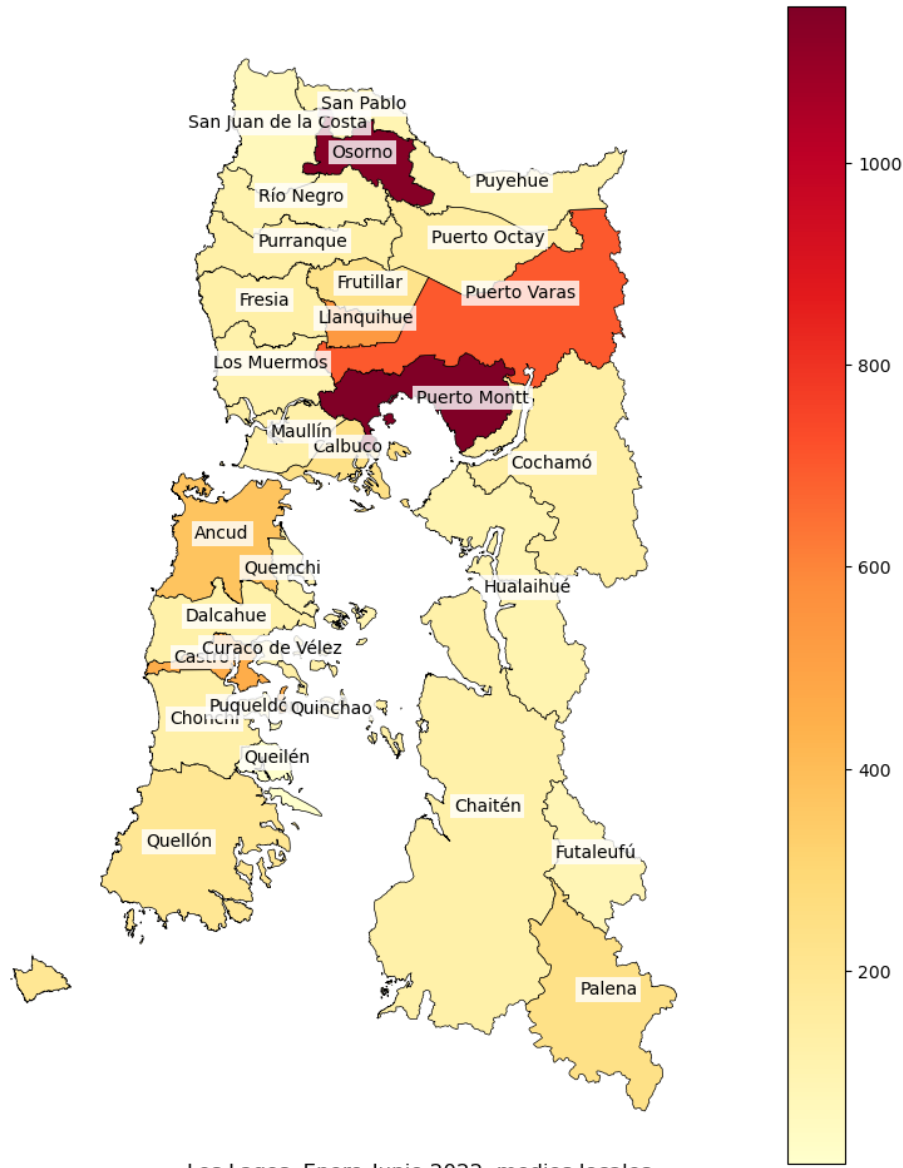 San Pablo
San Juan de la Costa
Osorno
Puyehue
Río Negro
Puerto Octay
Purranque
Frutillar
Puerto Varas
Fresia
Llanquihue
Los Muermos
Puerto Montt
Maullín
Calbuco
Cochamó
Ancud
Quemchi
Hualaihué
Dalcahue
Curaco de Vélez
Castro
Puqueldó
Quinchao
Chonchi
Queilén
Chaitén
Quellón
Futaleufú
Palena
1000
800
600
400
200